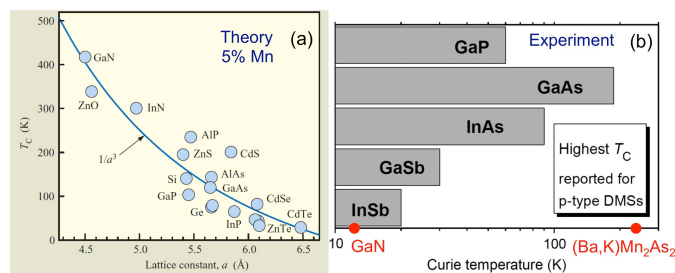 Theory
5% Mn
(a)
500
400
300
200
100
0
T_C (K)
GaN
ZnO
InN
AlP
ZnS
CdS
1/a³
Si
AlAs
GaAs
GaP
Ge
CdSe
CdTe
InP
ZnTe
4.5
5.0
5.5
6.0
6.5
Lattice constant, a (Å)
Experiment
(b)
GaP
GaAs
InAs
GaSb
InSb
Highest T_C
reported for
p-type DMSs
10
100
GaN
(Ba,K)Mn₂As₂
Curie temperature (K)